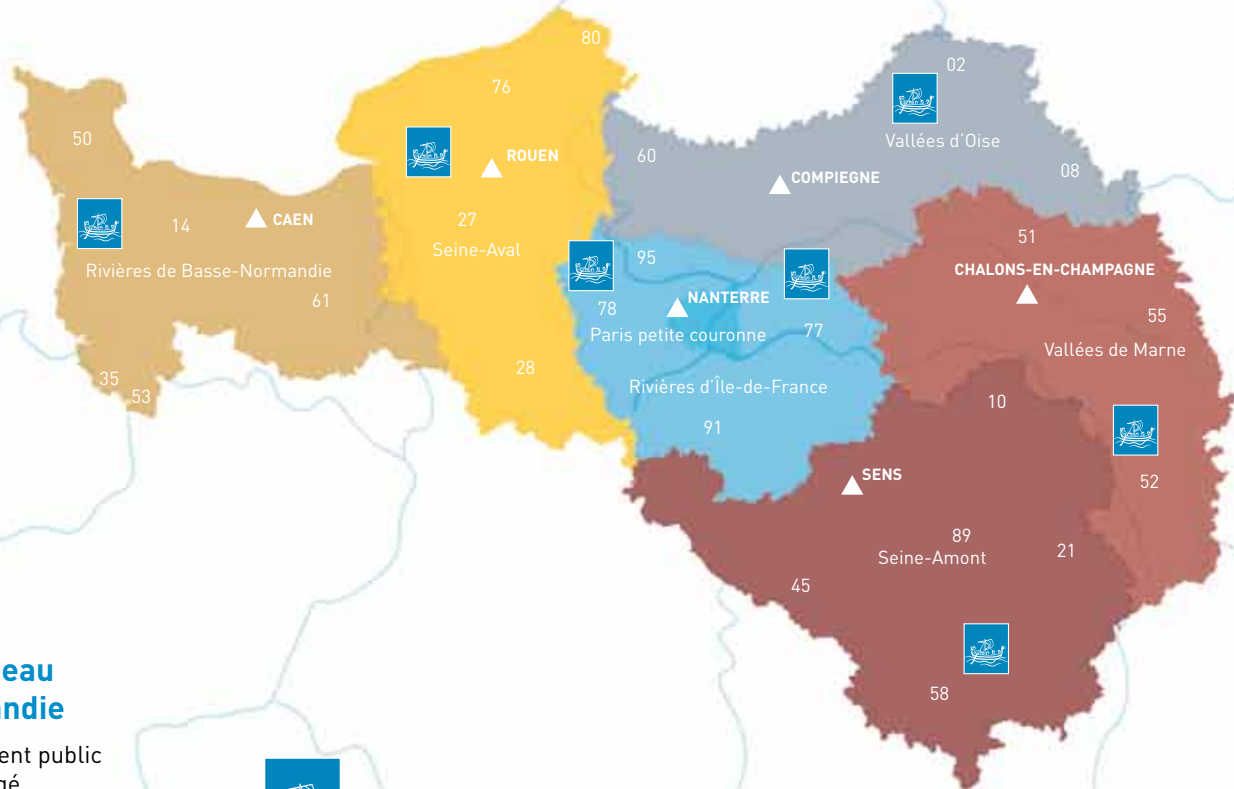 80
02
76
50
Vallées d'Oise
60
ROUEN
08
COMPIEGNE
27
14
CAEN
51
Seine-Aval
95
Rivières de Basse-Normandie
CHALONS-EN-CHAMPAGNE
61
78
NANTERRE
55
Paris petite couronne
77
Vallées de Marne
28
35
53
Rivières d'Île-de-France
10
91
SENS
52
89
Seine-Amont
21
45
58
eau
andie
ent public
gé